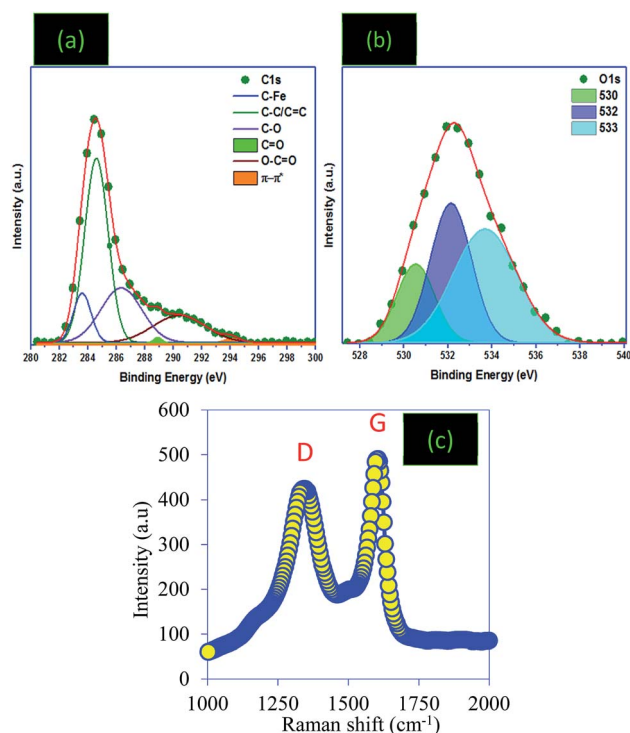 (a)
C1s
C-Fe
C-C/C=C
C-O
C=O
O-C=O
π-π*
Intensity (a.u.)
280 282 284 286 288 290 292 294 296 298 300
Binding Energy (eV)
(b)
O1s
530
532
533
Intensity (a.u.)
528 530 532 534 536 538 540
Binding Energy (eV)
(c)
D
G
Intensity (a.u)
600
500
400
300
200
100
0
1000 1250 1500 1750 2000
Raman shift (cm⁻¹)